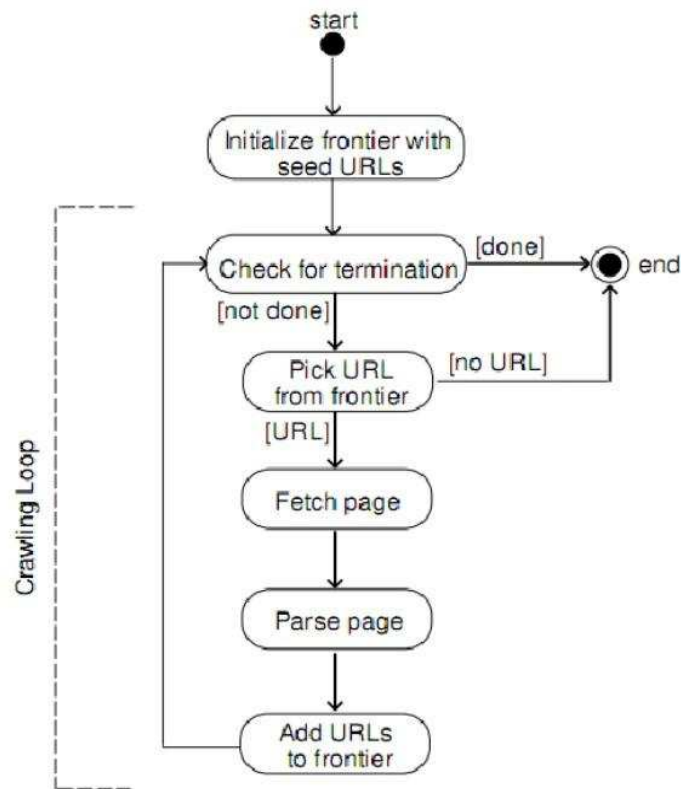 start
Initialize frontier with
seed URLs
Check for termination
[done]
end
[not done]
Pick URL
from frontier
[no URL]
[URL]
Fetch page
Parse page
Add URLs
to frontier
Crawling Loop